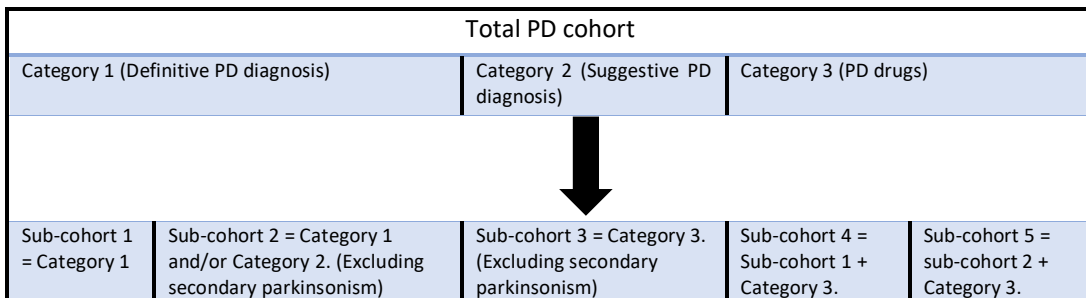 Total PD cohort
Category 1 (Definitive PD diagnosis)
Category 2 (Suggestive PD
diagnosis)
Category 3 (PD drugs)
Sub-cohort 1
= Category 1
Sub-cohort 2 = Category 1
and/or Category 2. (Excluding
secondary parkinsonism)
Sub-cohort 3 = Category 3.
(Excluding secondary
parkinsonism)
Sub-cohort 4 =
Sub-cohort 1 +
Category 3.
Sub-cohort 5 =
sub-cohort 2 +
Category 3.